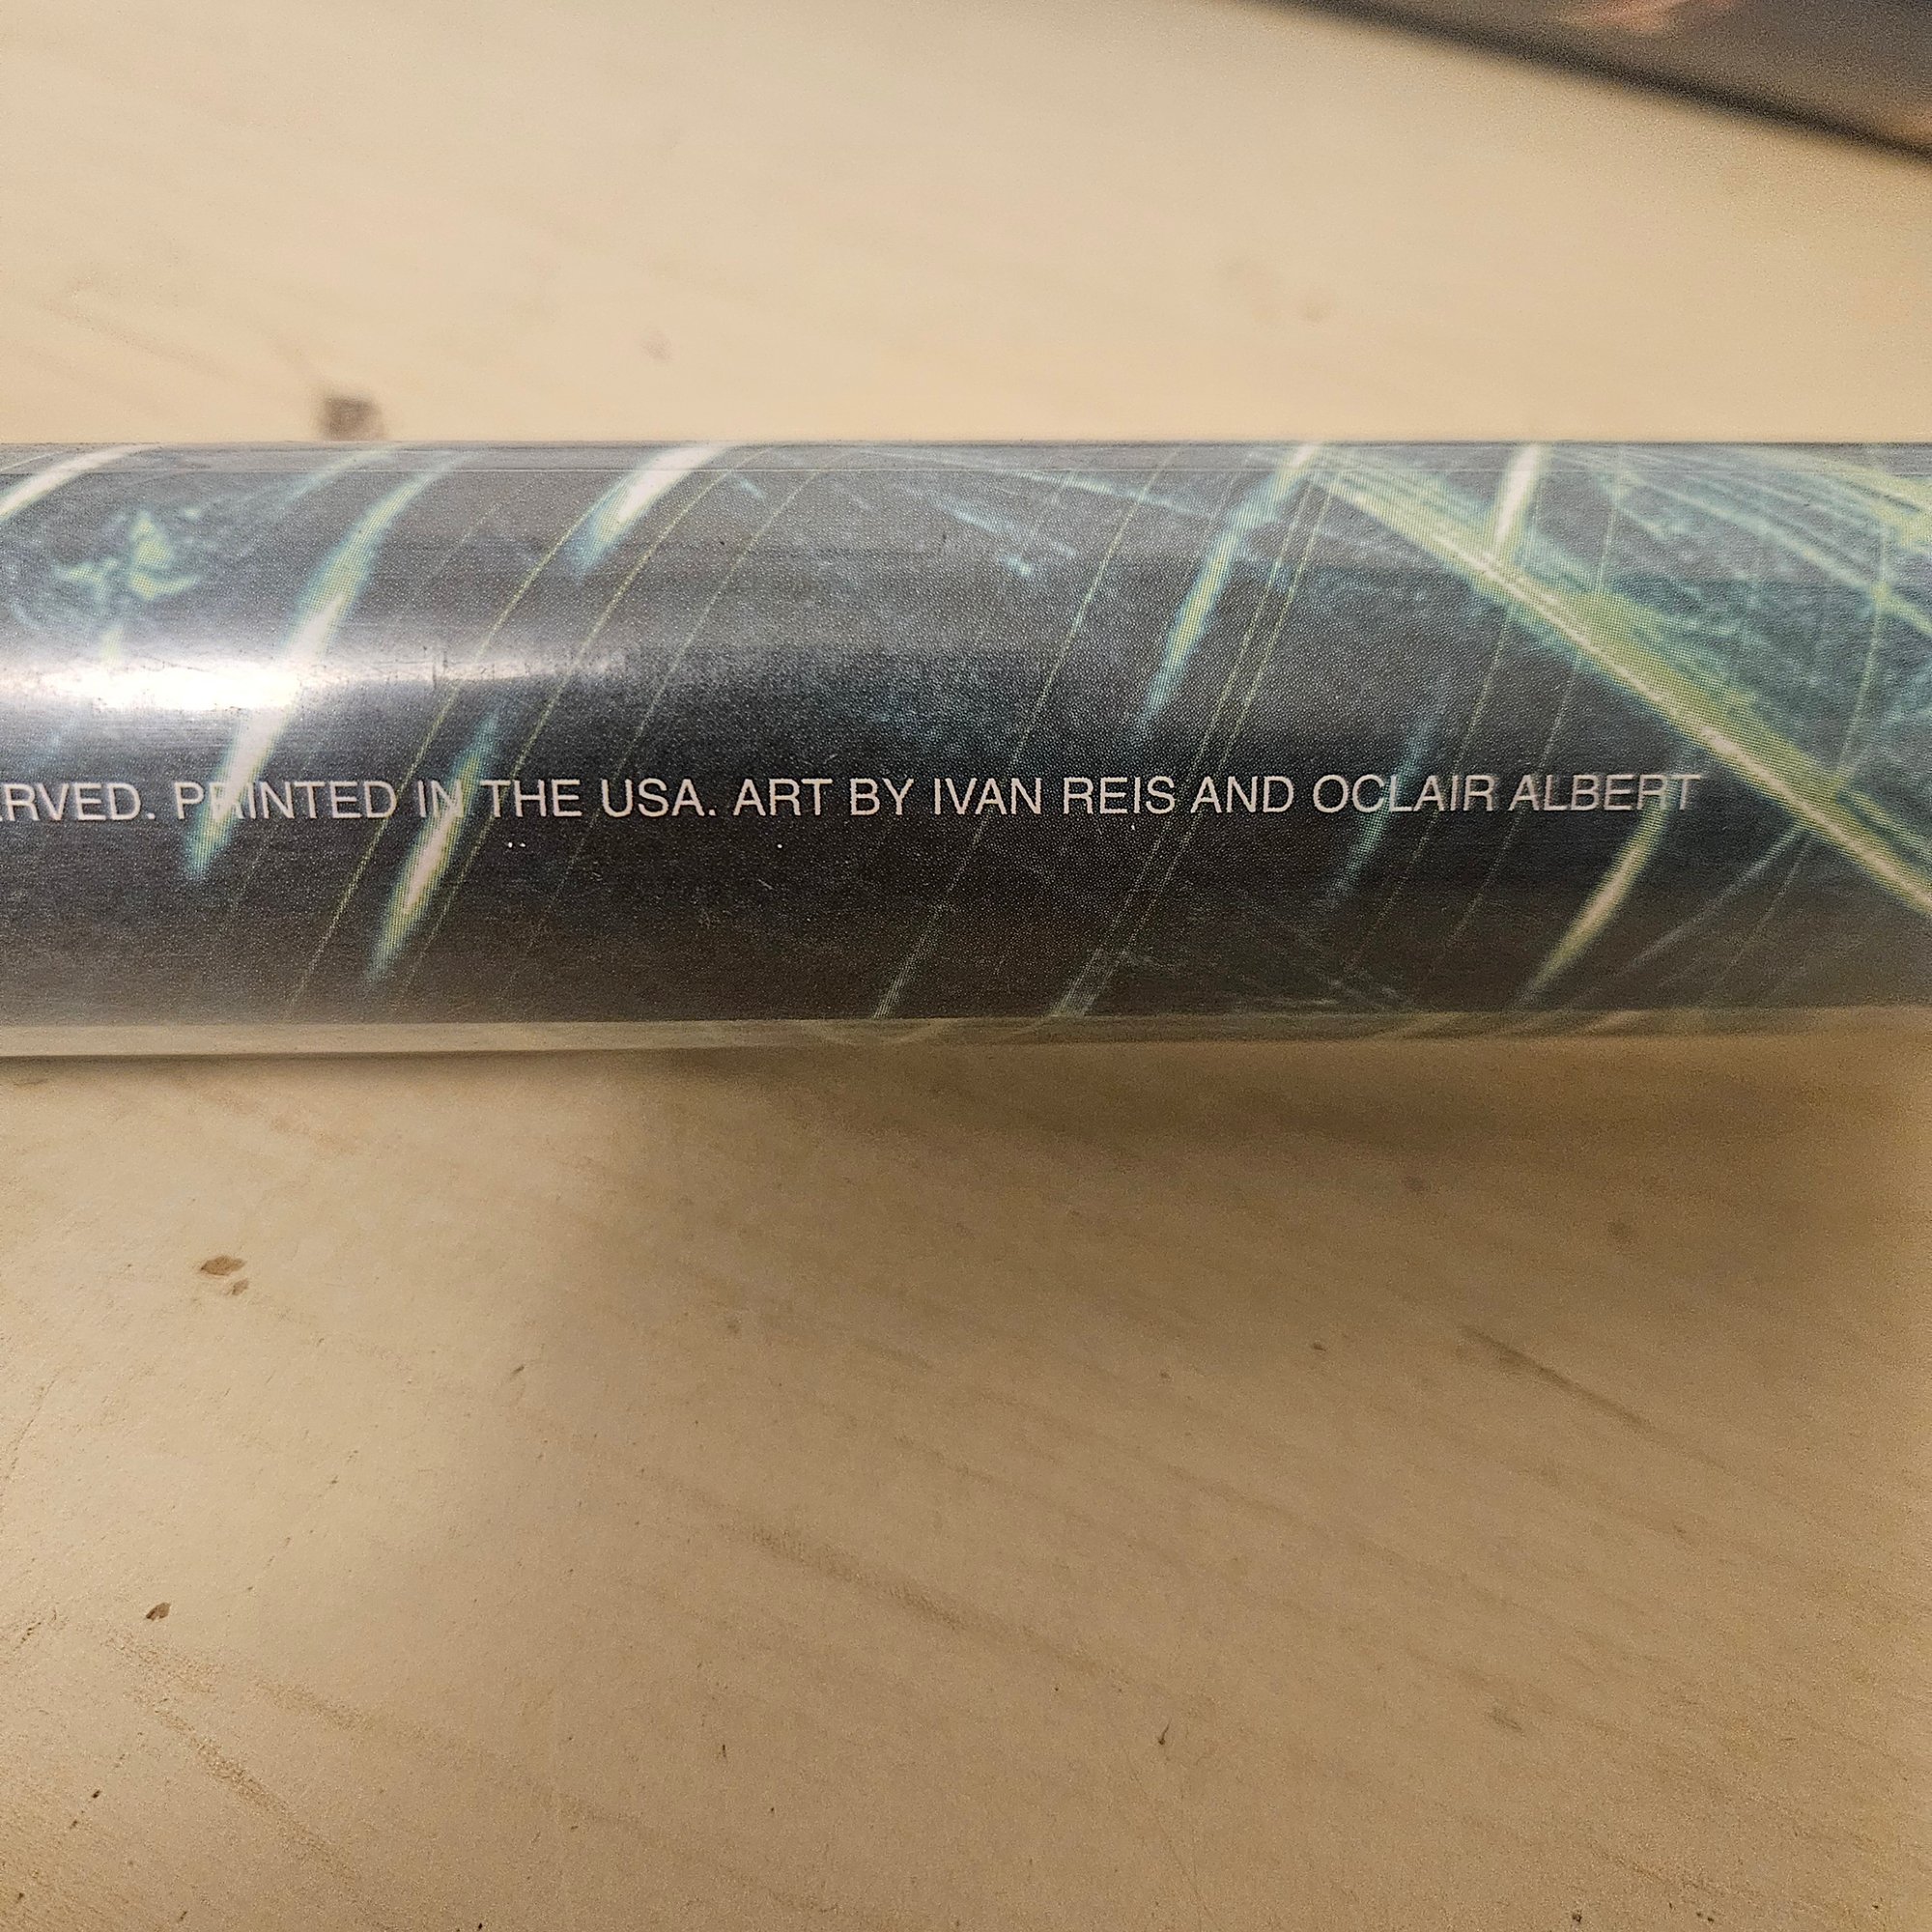 RVED. PRINTED IN THE USA. ART BY IVAN REIS AND OCLAIR ALBERT